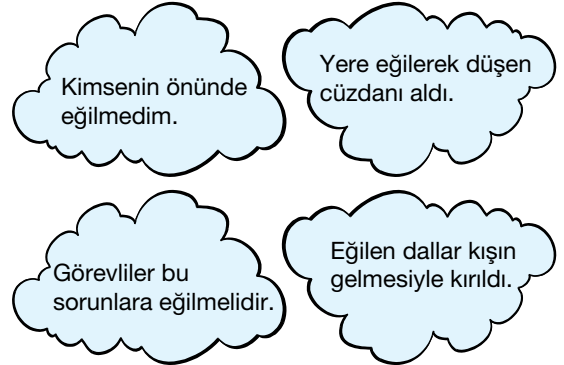 Kimsenin önünde
eğilmedim.
Yere eğilerek düşen
cüzdanı aldı.
Görevliler bu
sorunlara eğilmelidir.
Eğilen dallar kışın
gelmesiyle kırıldı.